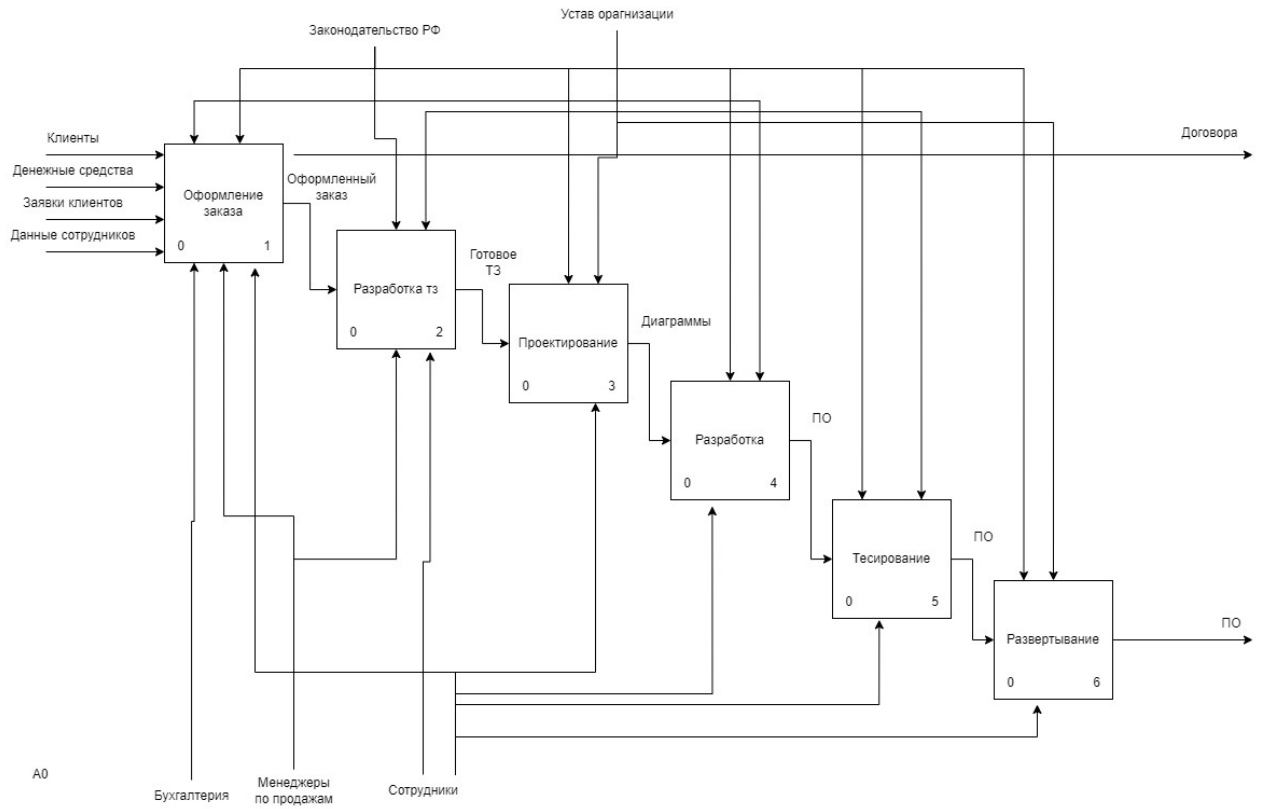 Устав орагнизации
Законодательство РФ
Клиенты
Договора
Денежные средства
Оформленный
заказ
Оформление
заказа
Заявки клиентов
Данные сотрудников
0 1
Готовое
ТЗ
Разработка тз
0 2
Диаграммы
Проектирование
0 3
ПО
Разработка
0 4
ПО
Тесирование
0 5
ПО
Развертывание
0 6
А0
Бухгалтерия
Менеджеры
по продажам
Сотрудники